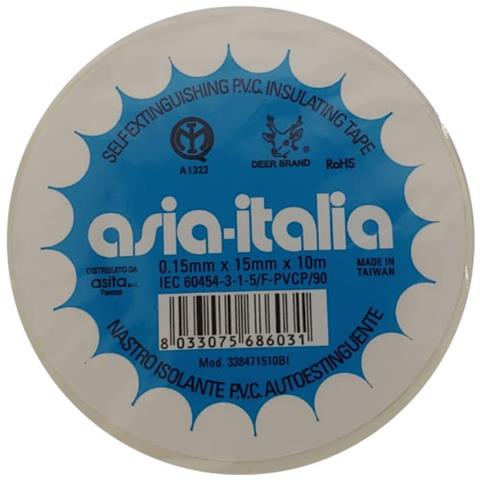 SELF EXTINGUISHING P.V.C. INSULATING TAPE
A1323
DEER BRAND
RoHS
asia-italia
DISTRIBUITO DA
asita s.r.l.
Faenza
0.15mm x 15mm x 10m
IEC 60454-3-1-5/F-PVCP/90
MADE IN
TAIWAN
8 033075 686031
Mod. 338471510BI
NASTRO ISOLANTE P.V.C. AUTOESTINGUENTE